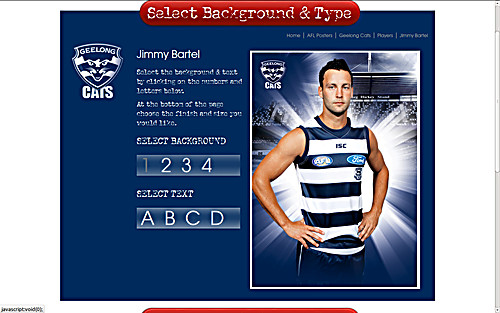 Select Background & Type
Home | AFL Posters | Geelong Cats | Players | Jimmy Bartel
GEELONG
CATS
Jimmy Bartel
Select the background & text
by clicking on the numbers and
letters below.
At the bottom of the page
choose the finish and size you
would like.
SELECT BACKGROUND
1 2 3 4
SELECT TEXT
A B C D
GEELONG
CATS
ISC
AFL
Ford
javascript:void(0);